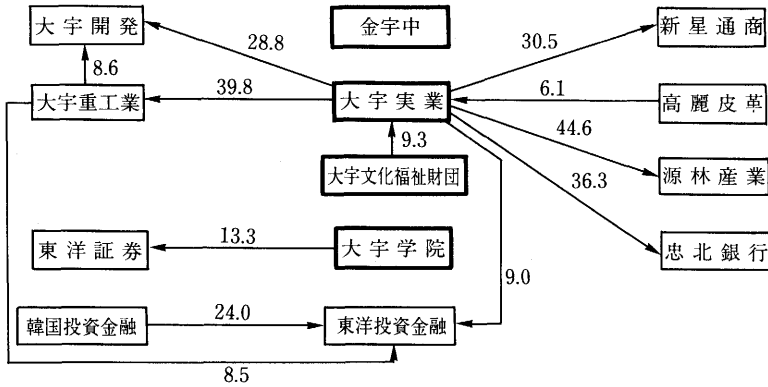 大宇開発
金宇中
新星通商
28.8
30.5
8.6
大宇重工業
39.8
大宇実業
6.1
高麗皮革
9.3
44.6
大宇文化福祉財団
源林産業
36.3
東洋証券
13.3
大宇学院
忠北銀行
9.0
韓国投資金融
24.0
東洋投資金融
8.5